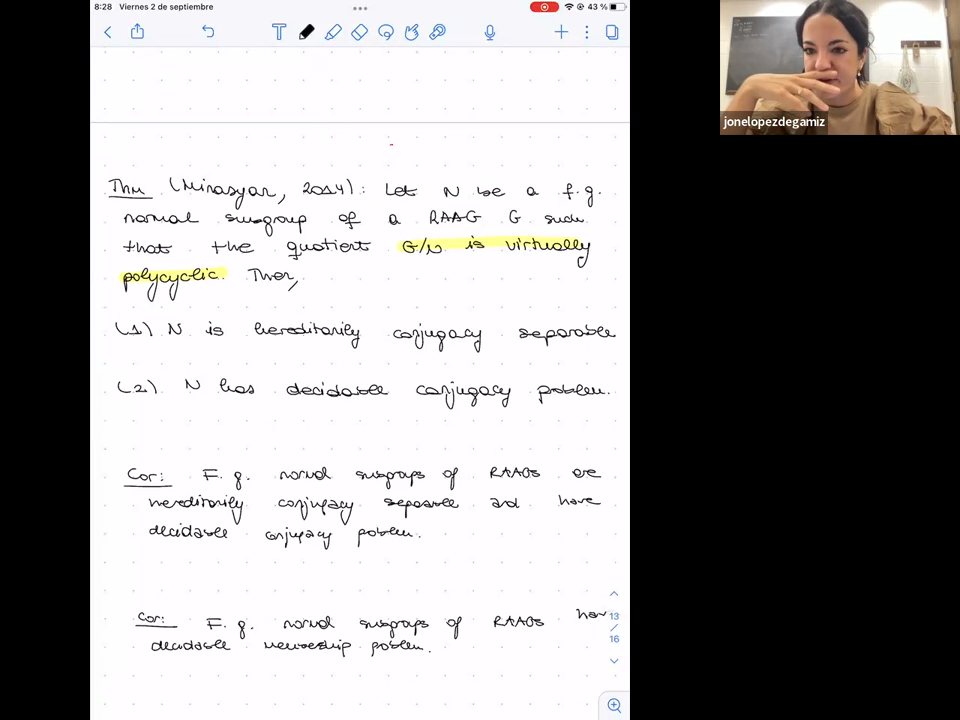 8:28 Viernes 2 de septiembre
43 %
T
jonelopezdegamiz
Thm (Minasyan, 2014): Let N be a f.g.
normal subgroup of a RAAG G such
that the quotient G/N is virtually
polycyclic. Then,
(1) N is hereditarily conjugacy separable
(2) N has decidable conjugacy problem.
Cor: F.g. normal subgroups of RAAGs are
hereditarily conjugacy separable and have
decidable conjugacy problem.
Cor: F.g. normal subgroups of RAAGs have
decidable membership problem.
13
/
16